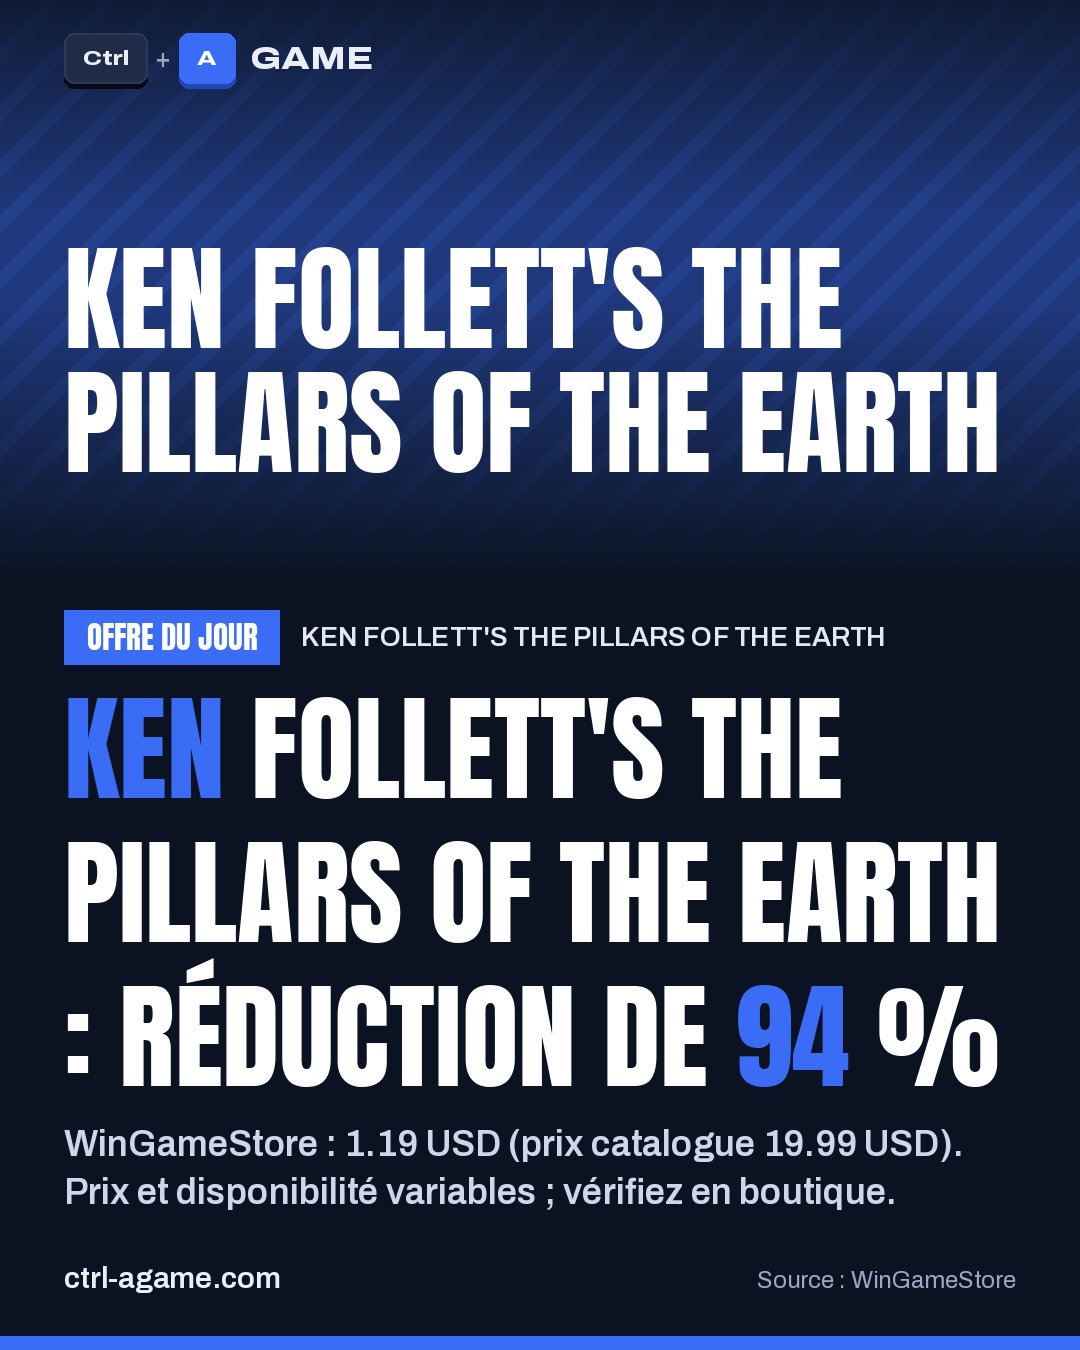 Ctrl + A GAME
KEN FOLLETT'S THE
PILLARS OF THE EARTH
OFFRE DU JOUR KEN FOLLETT'S THE PILLARS OF THE EARTH
KEN FOLLETT'S THE
PILLARS OF THE EARTH
: RÉDUCTION DE 94 %
WinGameStore : 1.19 USD (prix catalogue 19.99 USD).
Prix et disponibilité variables ; vérifiez en boutique.
ctrl-agame.com Source : WinGameStore